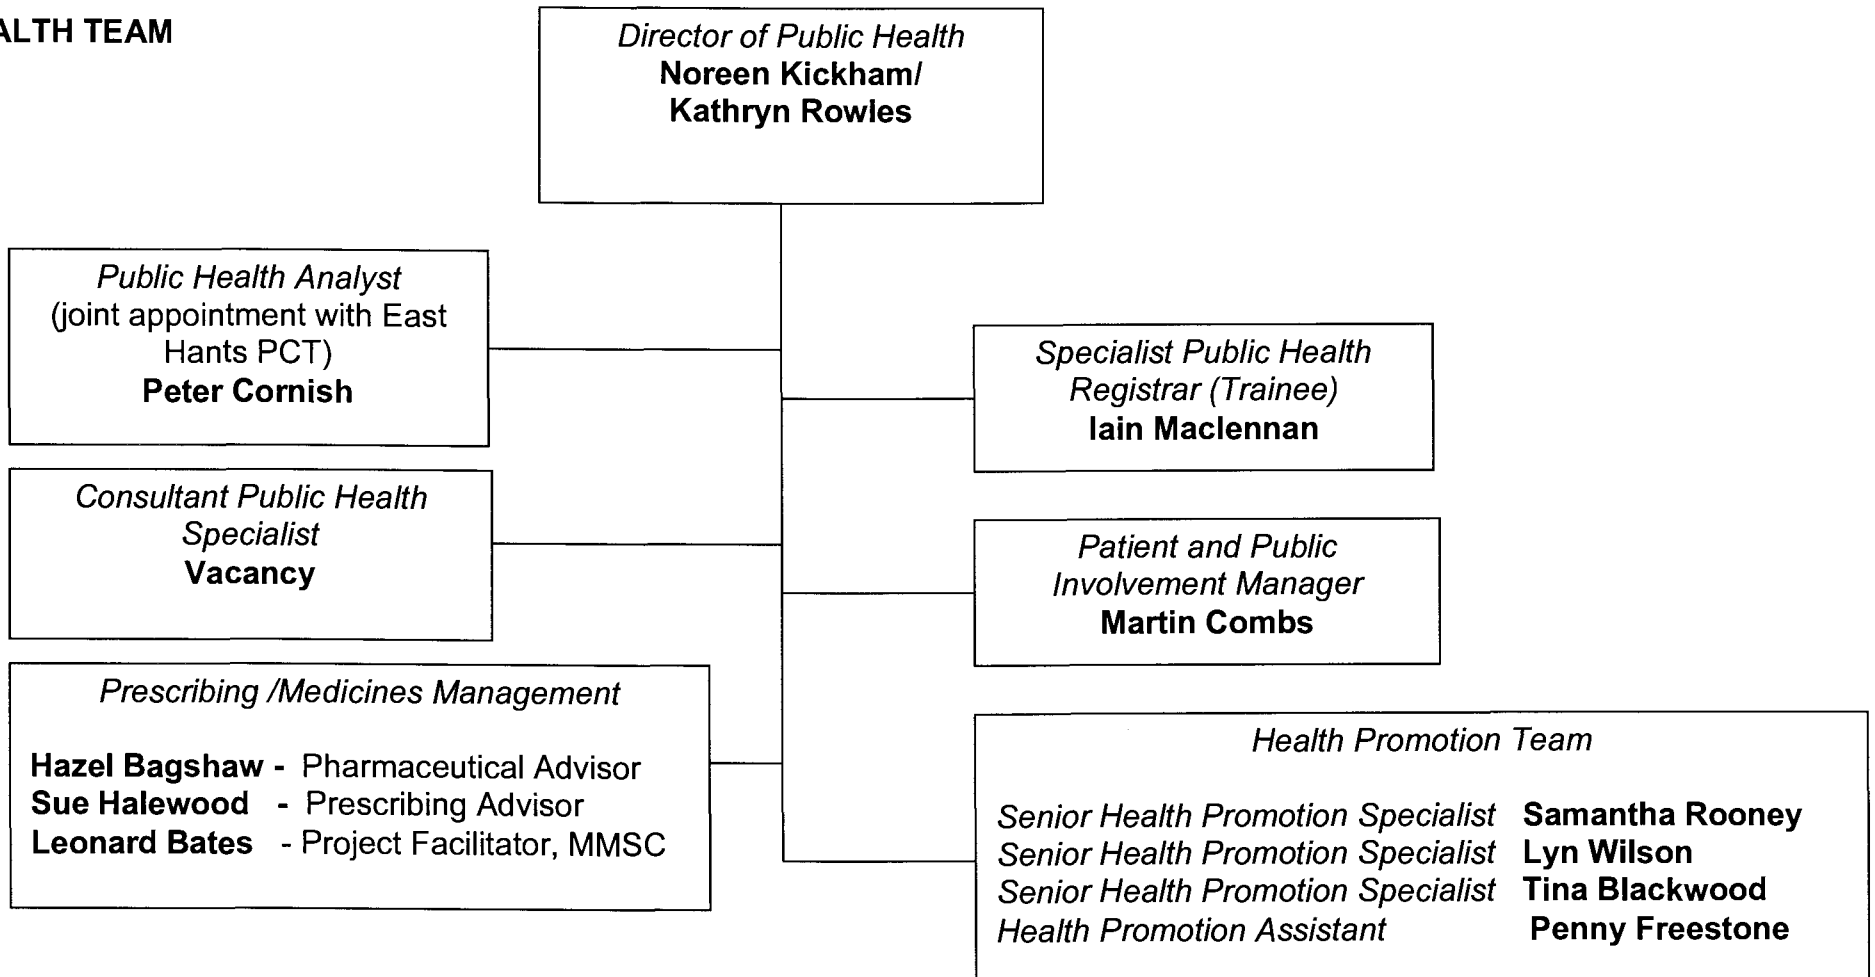 ALTH TEAM
Director of Public Health
Noreen Kickham/
Kathryn Rowles
Public Health Analyst
(joint appointment with East
Hants PCT)
Peter Cornish
Specialist Public Health
Registrar (Trainee)
Iain Maclennan
Consultant Public Health
Specialist
Vacancy
Patient and Public
Involvement Manager
Martin Combs
Prescribing /Medicines Management
Hazel Bagshaw - Pharmaceutical Advisor
Sue Halewood - Prescribing Advisor
Leonard Bates - Project Facilitator, MMSC
Health Promotion Team
Senior Health Promotion Specialist Samantha Rooney
Senior Health Promotion Specialist Lyn Wilson
Senior Health Promotion Specialist Tina Blackwood
Health Promotion Assistant Penny Freestone